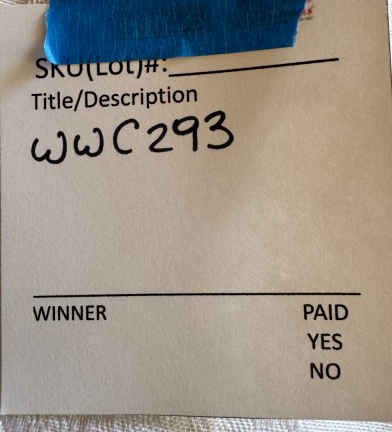 SKU(Lot)#:
Title/Description
WWC293
WINNER PAID
YES
NO